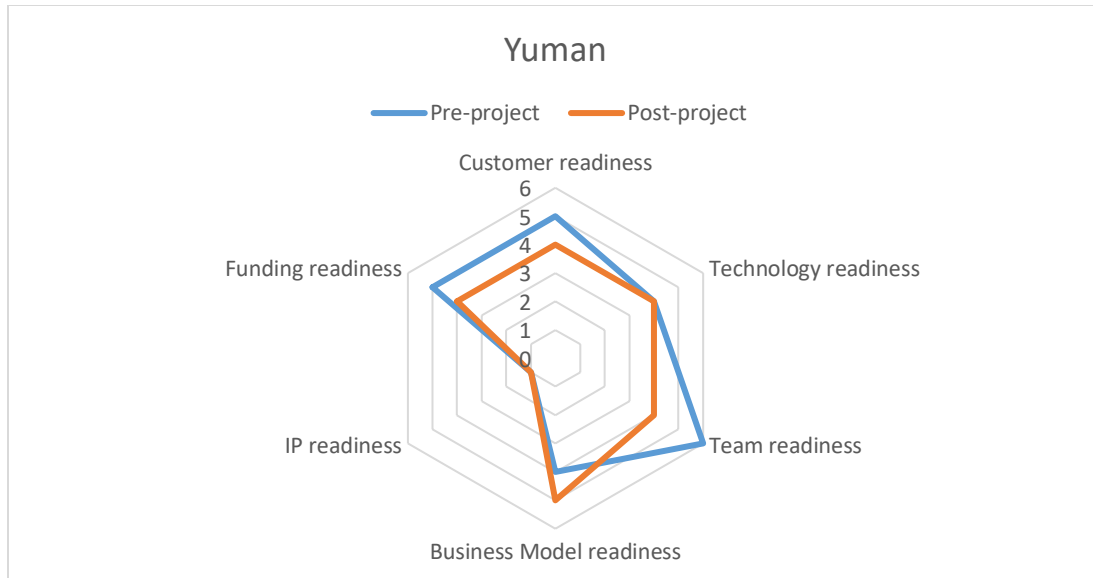 Yuman
Pre-project
Post-project
Customer readiness
6
5
4
3
2
1
0
Funding readiness
Technology readiness
IP readiness
Team readiness
Business Model readiness